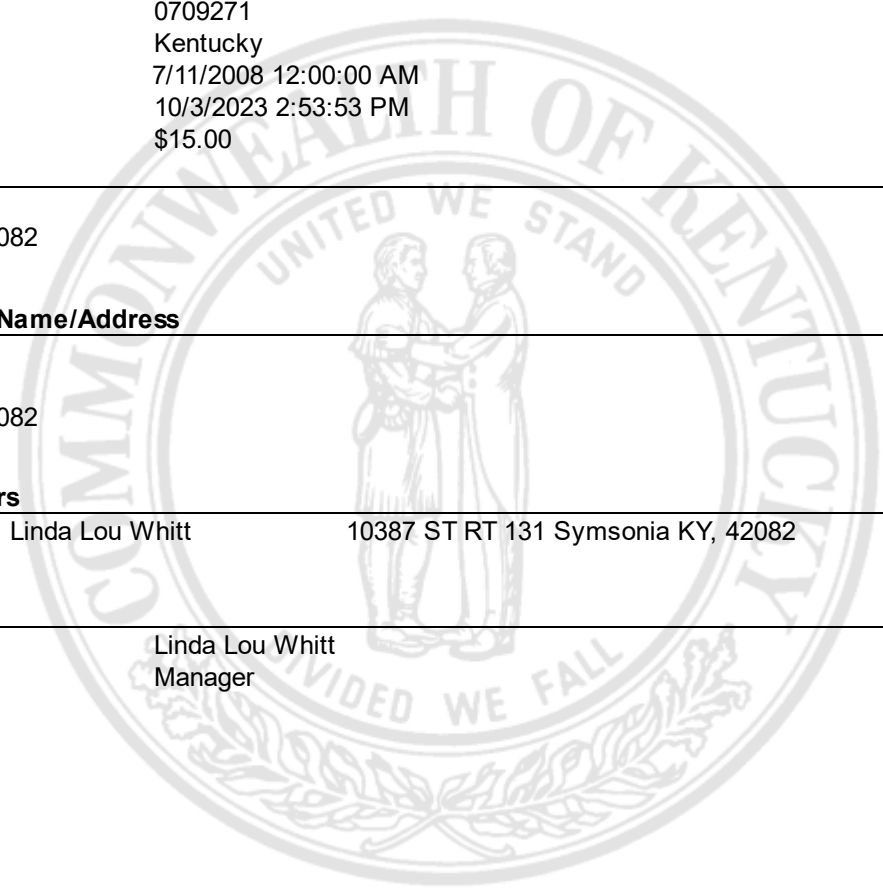 0709271
Kentucky
7/11/2008 12:00:00 AM
10/3/2023 2:53:53 PM
$15.00
COMMONWEALTH OF KENTUCKY
UNITED WE STAND
082
Name/Address
082
rs
Linda Lou Whitt 10387 ST RT 131 Symsonia KY, 42082
Linda Lou Whitt
Manager
DIVIDED WE FALL